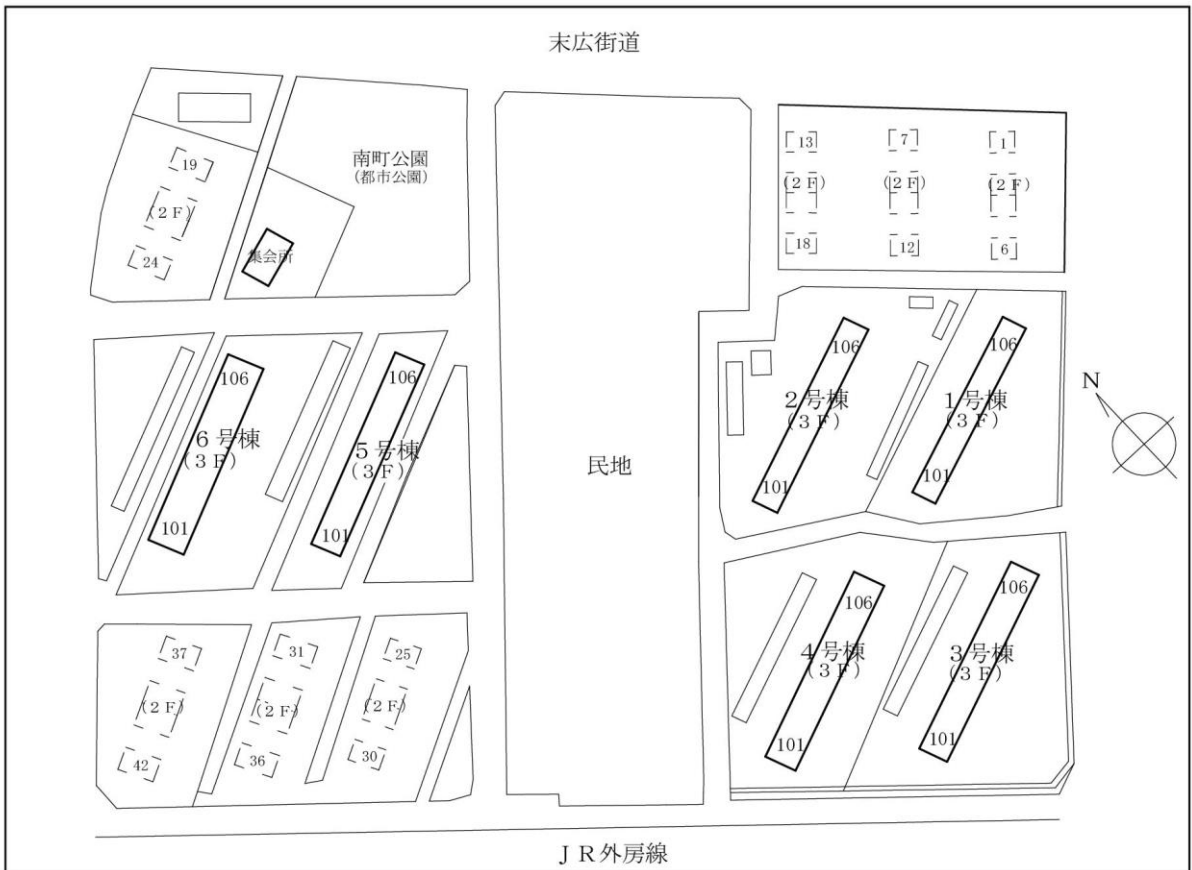 末広街道
19
(2F)
24
南町公園
(都市公園)
集会所
13
7
1
(2F)
(2F)
(2F)
18
12
6
106
6号棟
(3F)
101
106
5号棟
(3F)
101
民地
106
2号棟
(3F)
101
106
1号棟
(3F)
101
N
37
(2F)
42
31
(2F)
36
25
(2F)
30
106
4号棟
(3F)
101
106
3号棟
(3F)
101
JR外房線